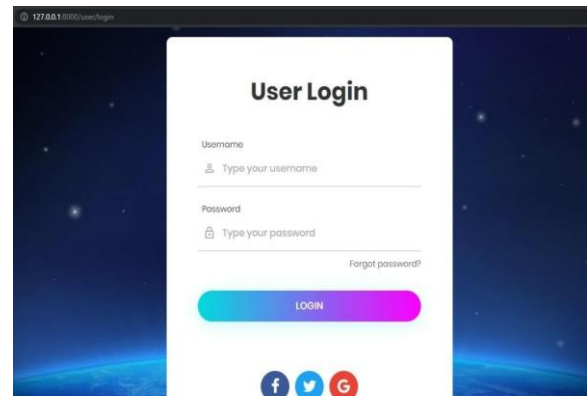 127.0.0.1:8000/user/login
User Login
Username
Type your username
Password
Type your password
Forgot password?
LOGIN
f
G